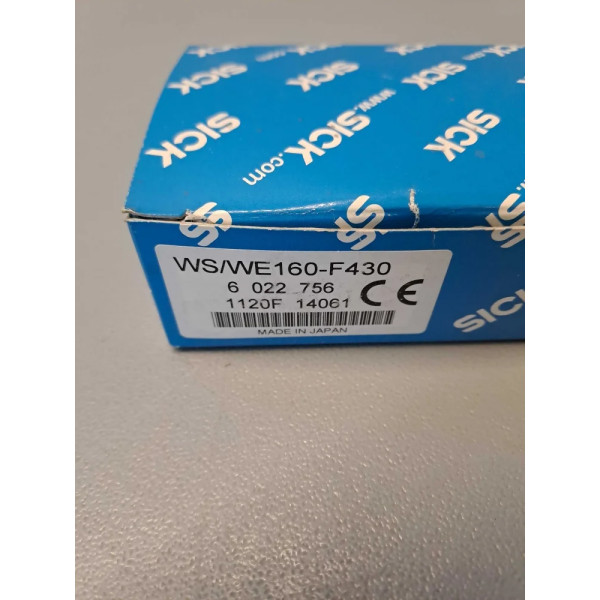 SICK
www.SICK.com
SICK
SICK
WS/WE160-F430
6 022 756
1120F 14061 CE
MADE IN JAPAN
SICK